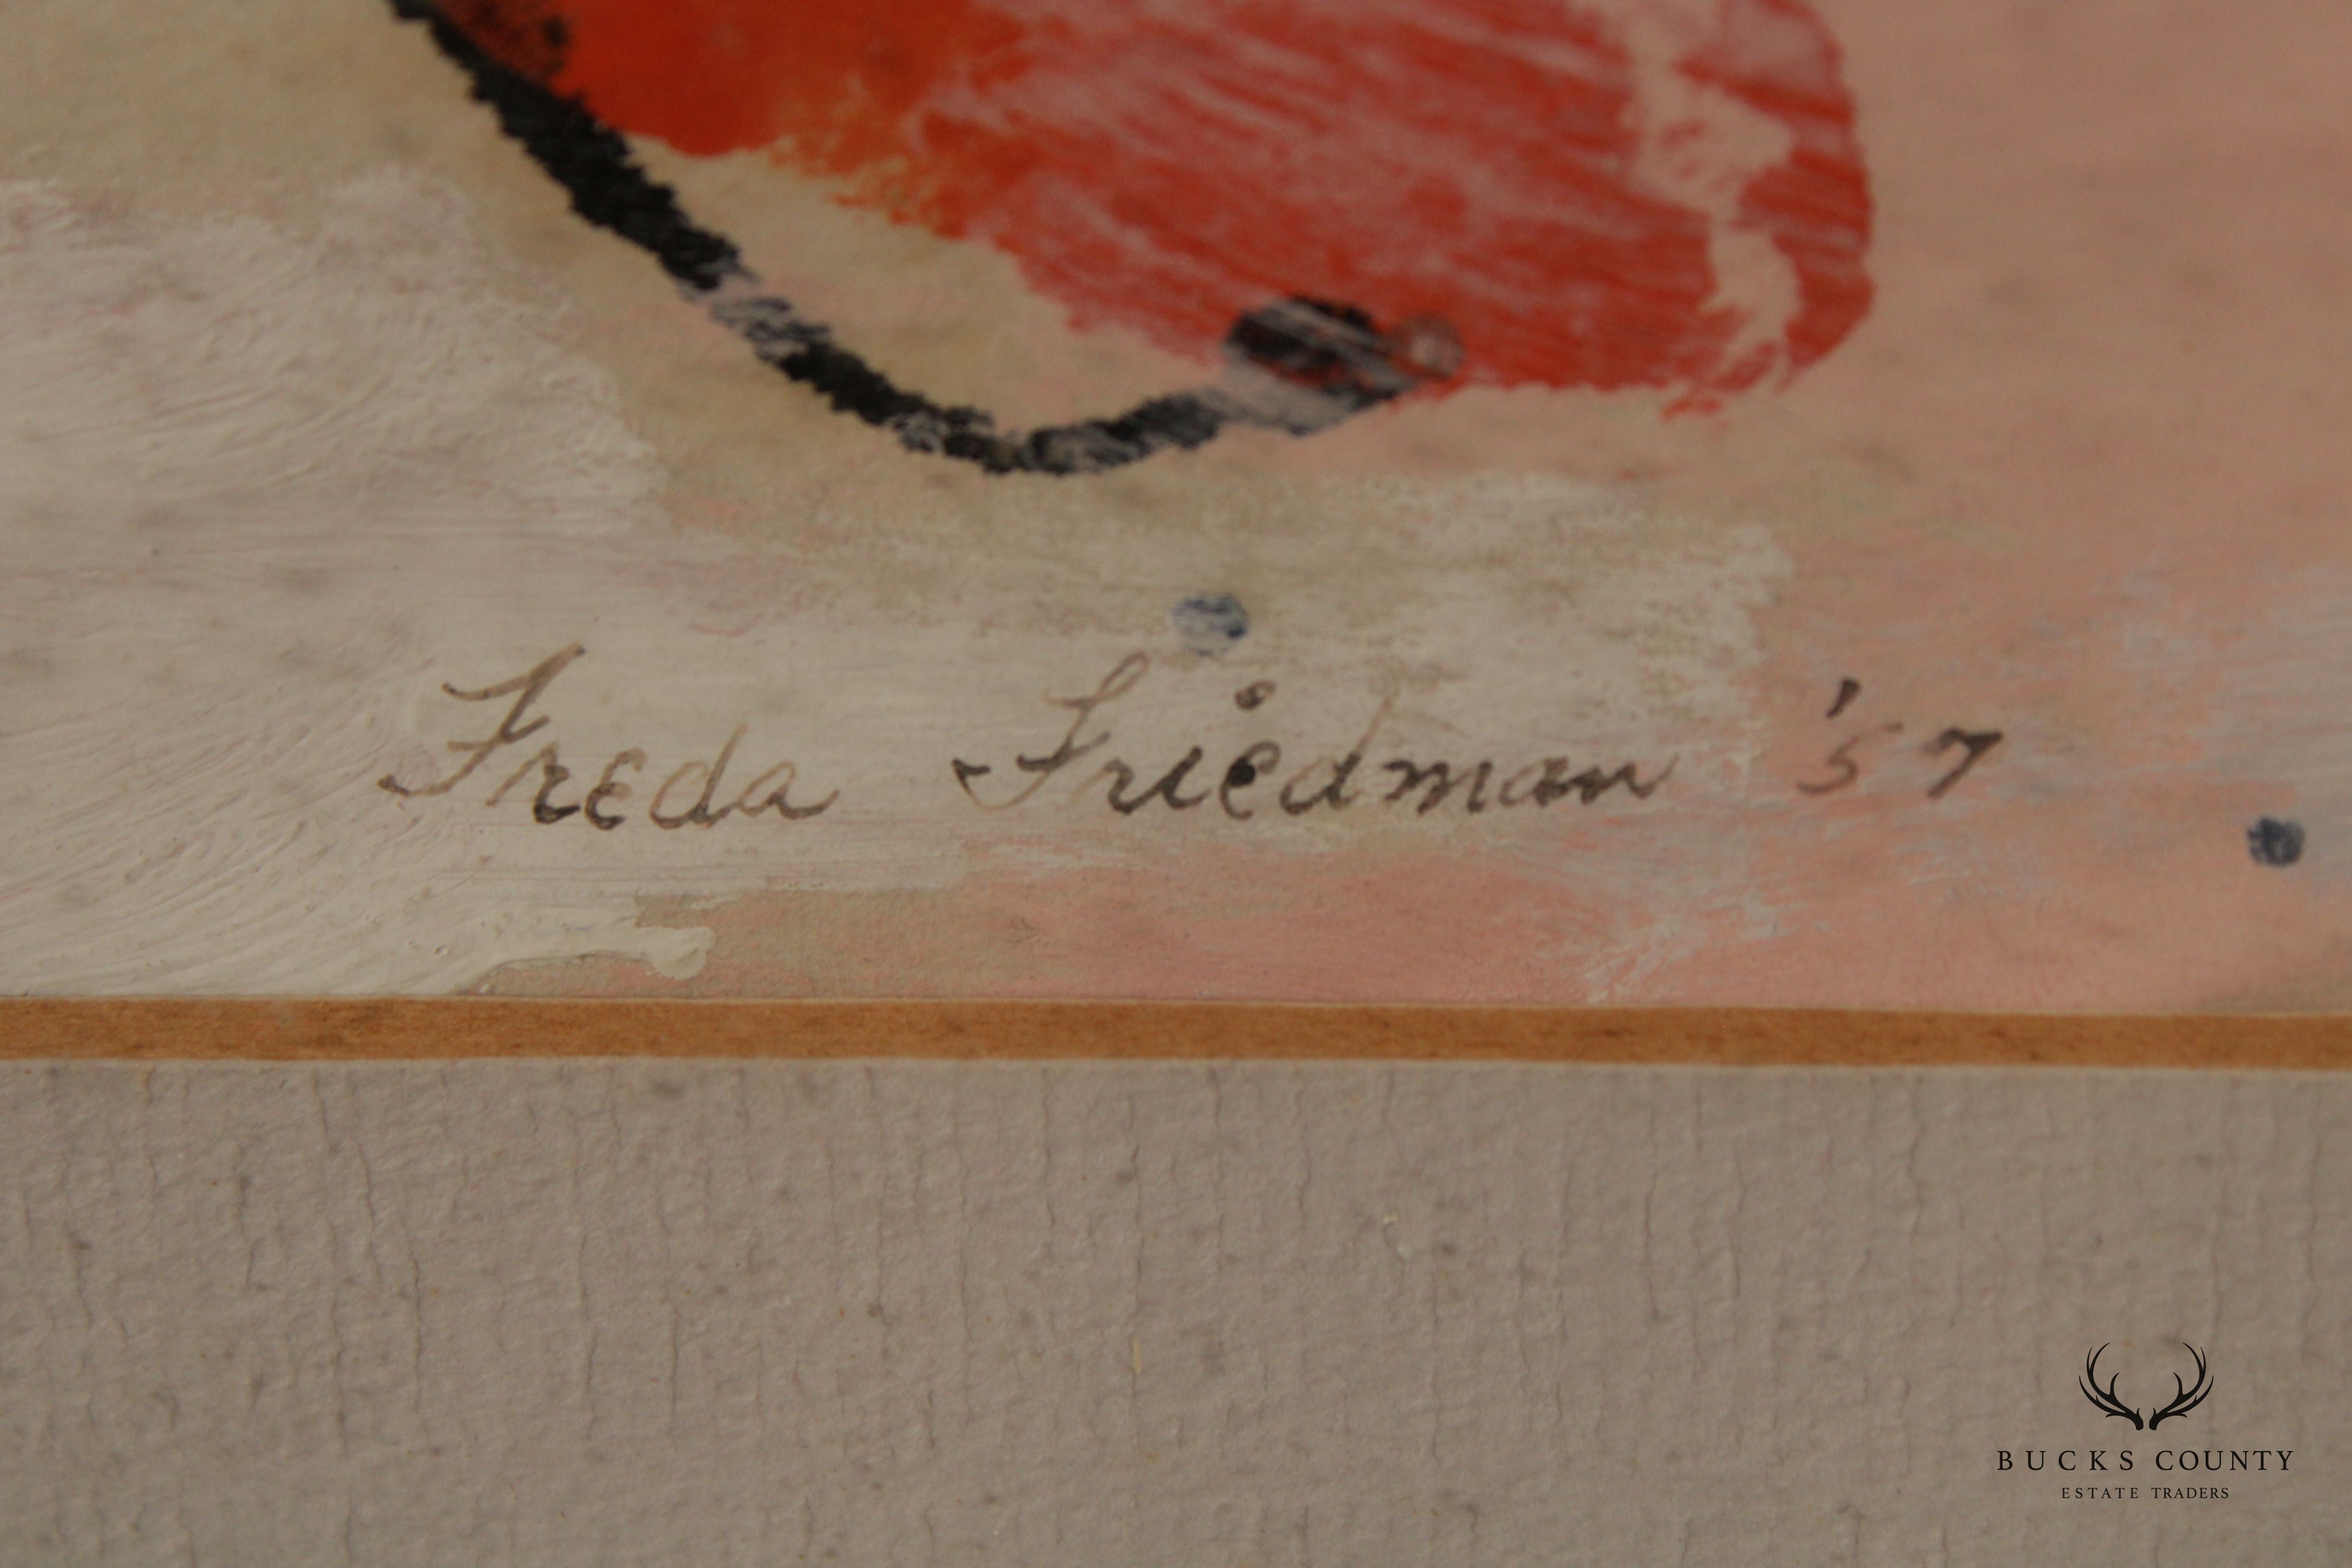 Freda Friedman '57
BUCKS COUNTY
ESTATE TRADERS